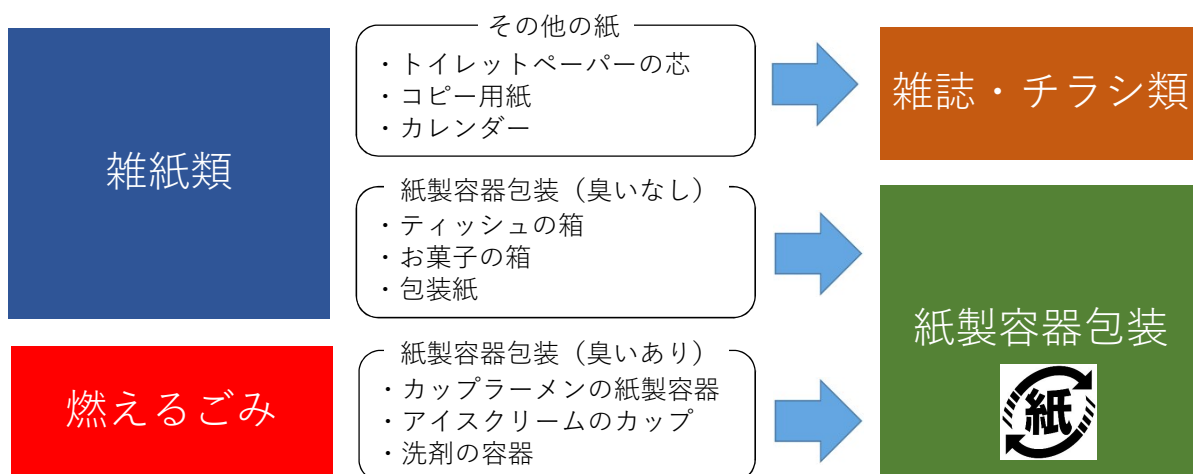 雑紙類
その他の紙
・トイレットペーパーの芯
・コピー用紙
・カレンダー
雑誌・チラシ類
紙製容器包装（臭いなし）
・ティッシュの箱
・お菓子の箱
・包装紙
紙製容器包装
紙
燃えるごみ
紙製容器包装（臭いあり）
・カップラーメンの紙製容器
・アイスクリームのカップ
・洗剤の容器